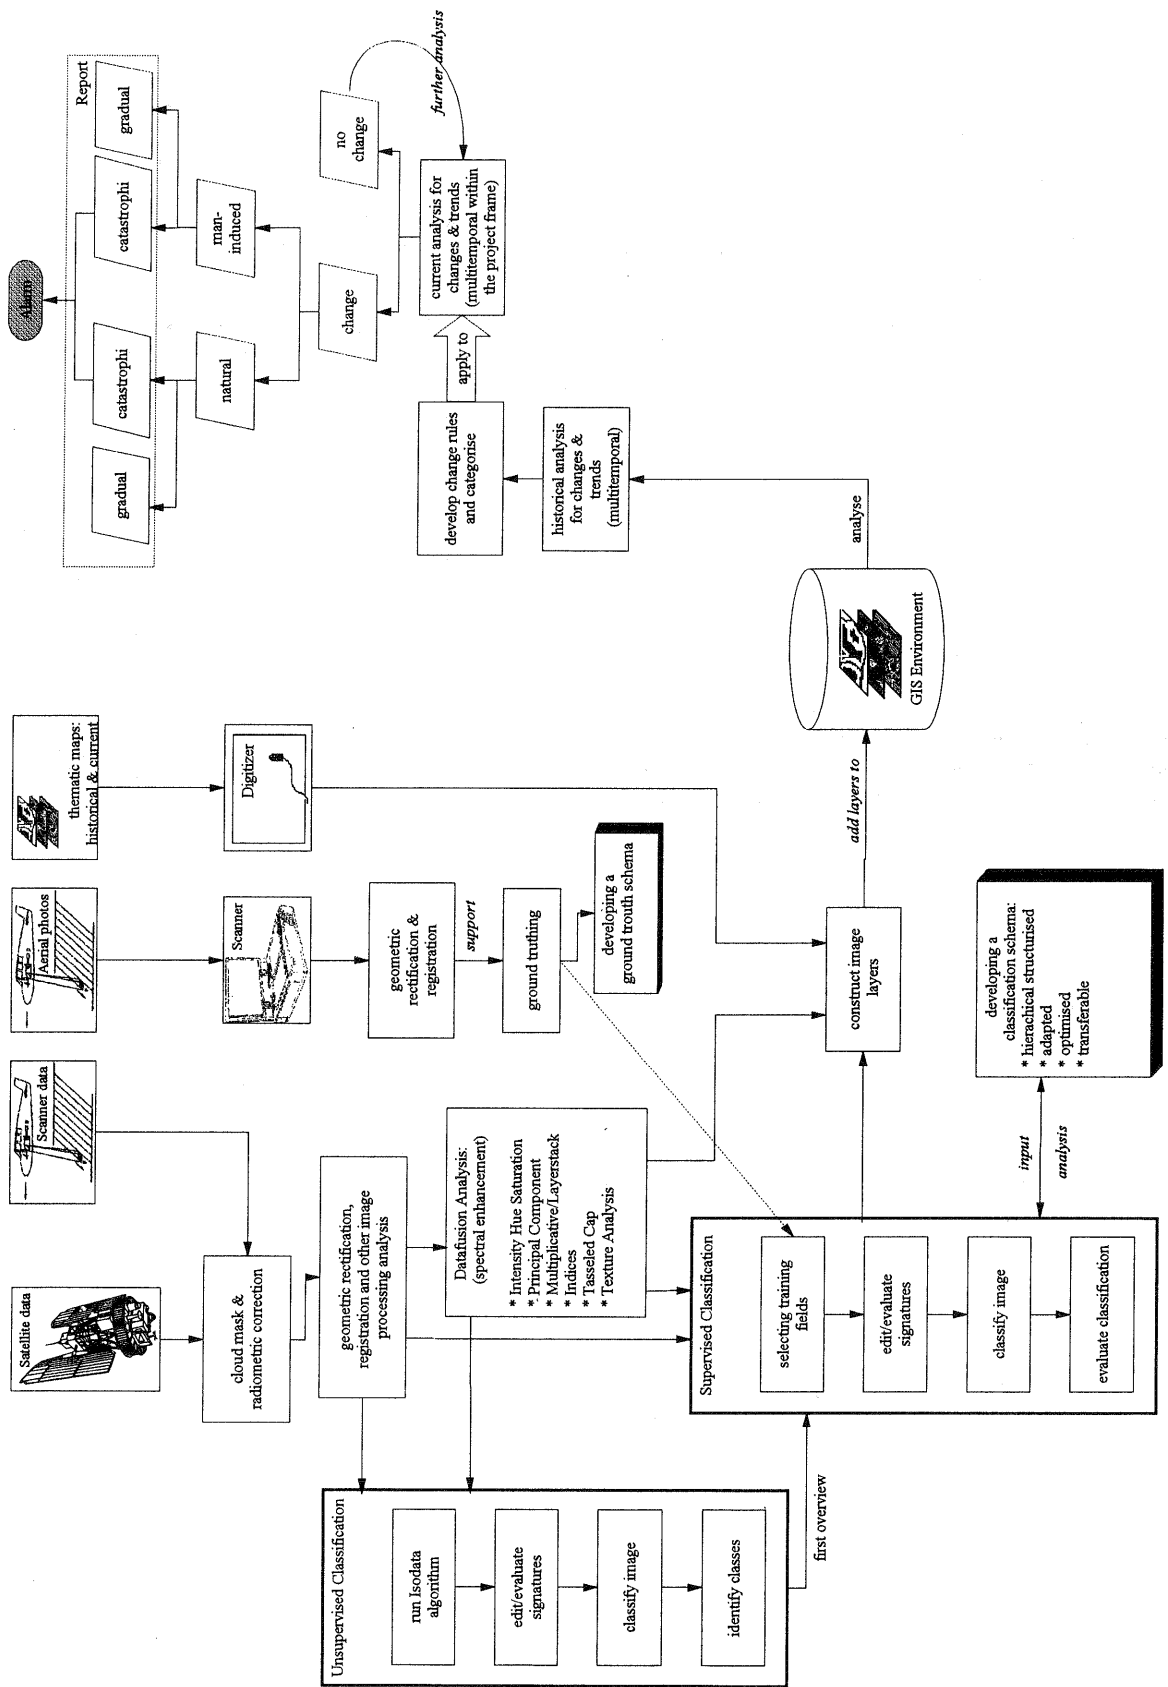 Satellite data
Scanner data
Aerial photos
thematic maps:
historical & current
cloud mask &
radiometric correction
Scanner
Digitizer
geometric rectification,
registration and other image
processing analysis
geometric
rectification &
registration
support
Datafusion Analysis:
(spectral enhancement)
* Intensity Hue Saturation
* Principal Component
* Multiplicative/Layerstack
* Indices
* Tasseled Cap
* Texture Analysis
ground truthing
developing a
ground trouth schema
Unsupervised Classification
run Isodata
algorithm
edit/evaluate
signatures
classify image
identify classes
first overview
Supervised Classification
selecting training
fields
edit/evaluate
signatures
classify image
evaluate classification
input
analysis
developing a
classification schema:
* hierachical structurised
* adapted
* optimised
* transferable
construct image
layers
add layers to
GIS Environment
analyse
historical analysis
for changes &
trends
(multitemporal)
develop change rules
and categorise
apply to
current analysis for
changes & trends
(multitemporal within
the project frame)
further analysis
change
no
change
natural
man-
induced
gradual
catastrophi
catastrophi
gradual
Report
Alarm